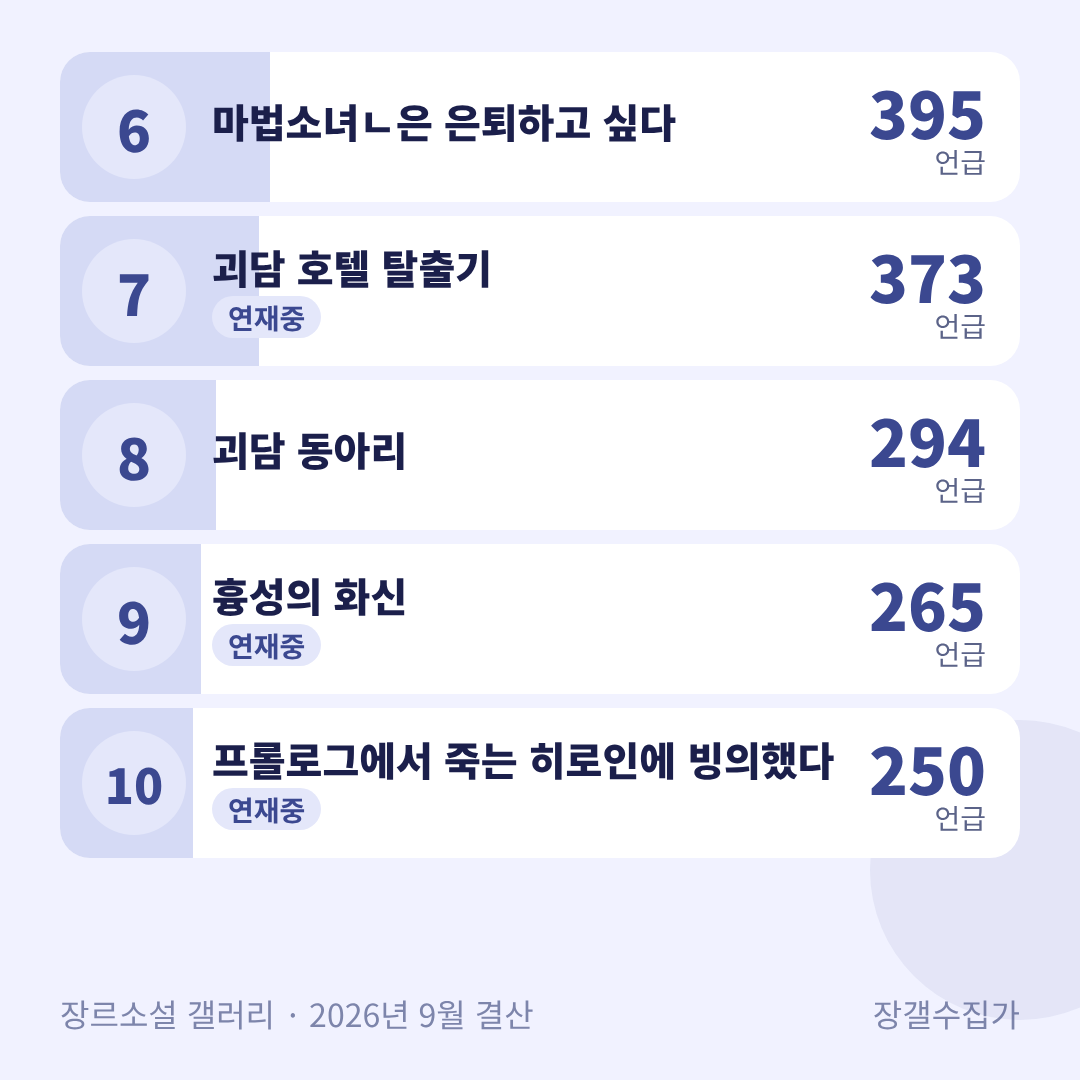 6
마법소녀ㄴ은 은퇴하고 싶다
395
언급
7
괴담 호텔 탈출기
연재중
373
언급
8
괴담 동아리
294
언급
9
흉성의 화신
연재중
265
언급
10
프롤로그에서 죽는 히로인에 빙의했다
연재중
250
언급
장르소설 갤러리 · 2026년 9월 결산
장갤수집가